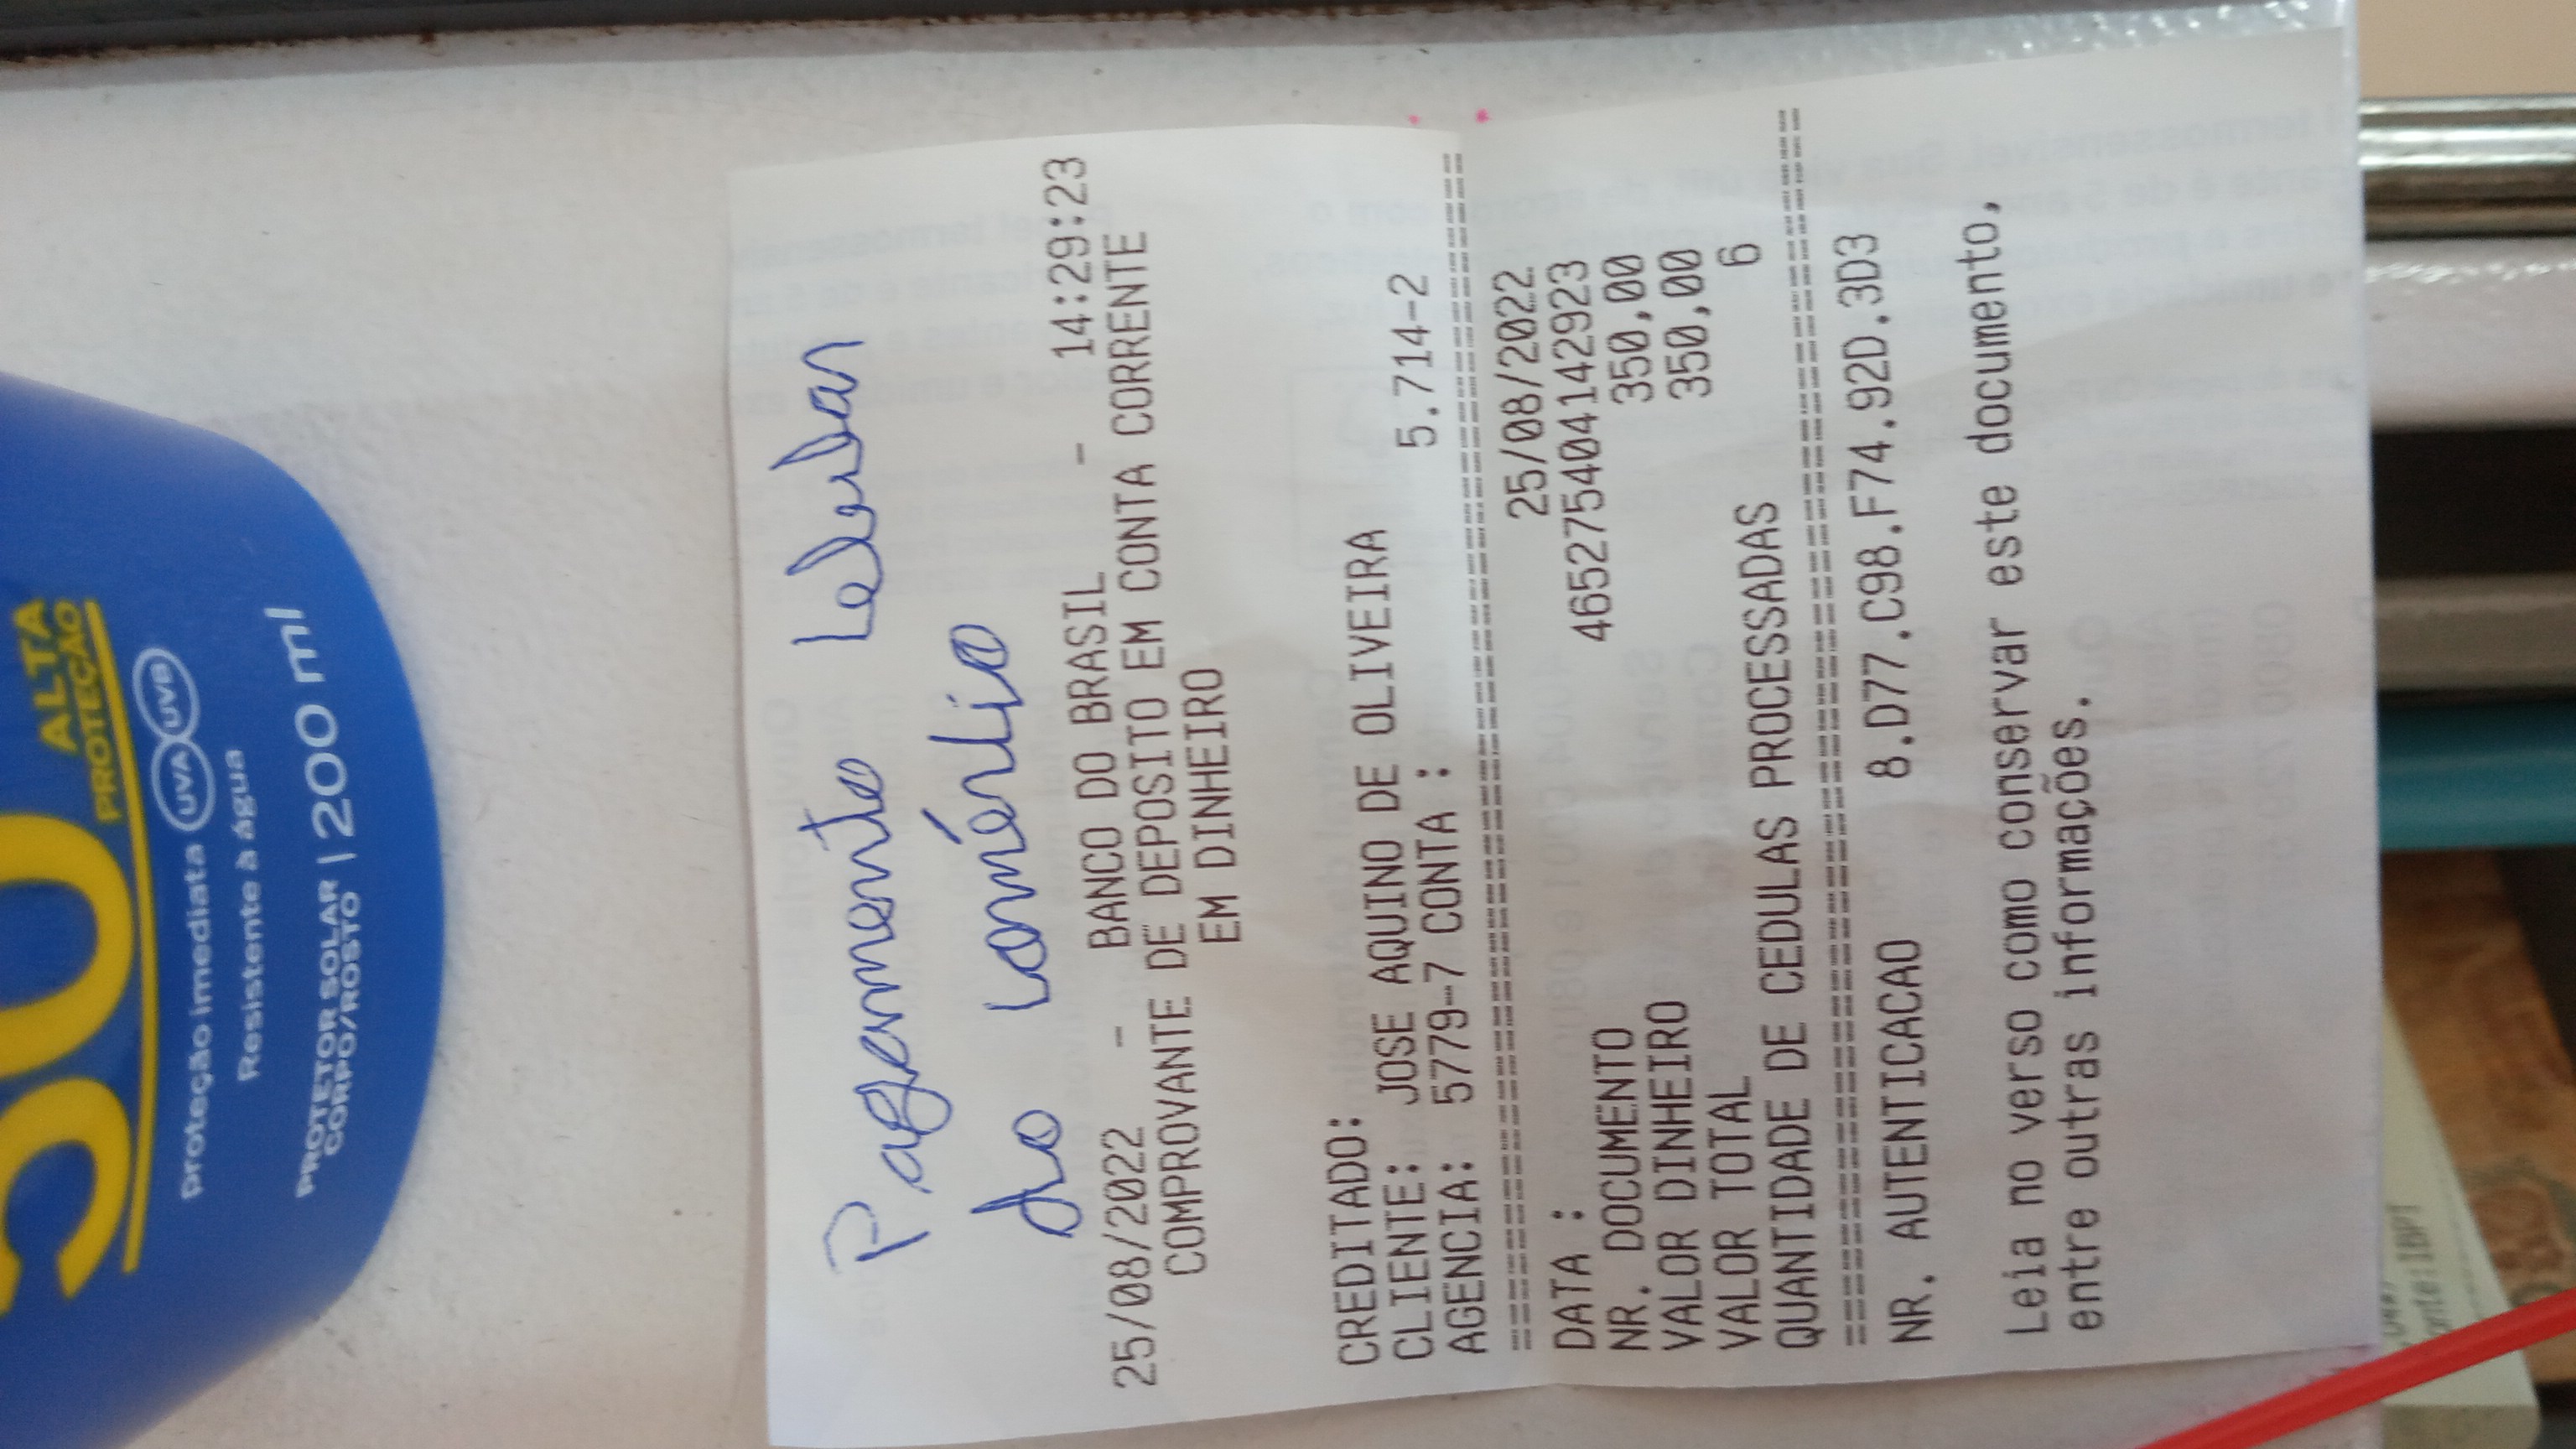 50 ALTA
PROTEÇÃO
proteção imediata UVA UVB
Resistente à água
PROTETOR SOLAR
CORPO/ROSTO | 200 ml
Pagamento Celular
do comércio
25/08/2022 - BANCO DO BRASIL - 14:29:23
COMPROVANTE DE DEPOSITO EM CONTA CORRENTE
EM DINHEIRO
CREDITADO:
CLIENTE: JOSE AQUINO DE OLIVEIRA
AGENCIA: 5779-7 CONTA : 5.714-2
DATA : 25/08/2022
NR. DOCUMENTO 465275404142923
VALOR DINHEIRO 350,00
VALOR TOTAL 350,00
QUANTIDADE DE CEDULAS PROCESSADAS 6
NR. AUTENTICACAO 8.D77.C98.F74.92D.3D3
Leia no verso como conservar este documento,
entre outras informações.